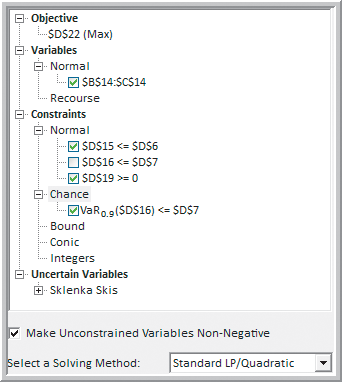 Objective
$D$22 (Max)
Variables
Normal
$B$14:$C$14
Recourse
Constraints
Normal
$D$15 <= $D$6
$D$16 <= $D$7
$D$19 >= 0
Chance
VaR0.9($D$16) <= $D$7
Bound
Conic
Integers
Uncertain Variables
Sklenka Skis
Make Unconstrained Variables Non-Negative
Select a Solving Method: Standard LP/Quadratic